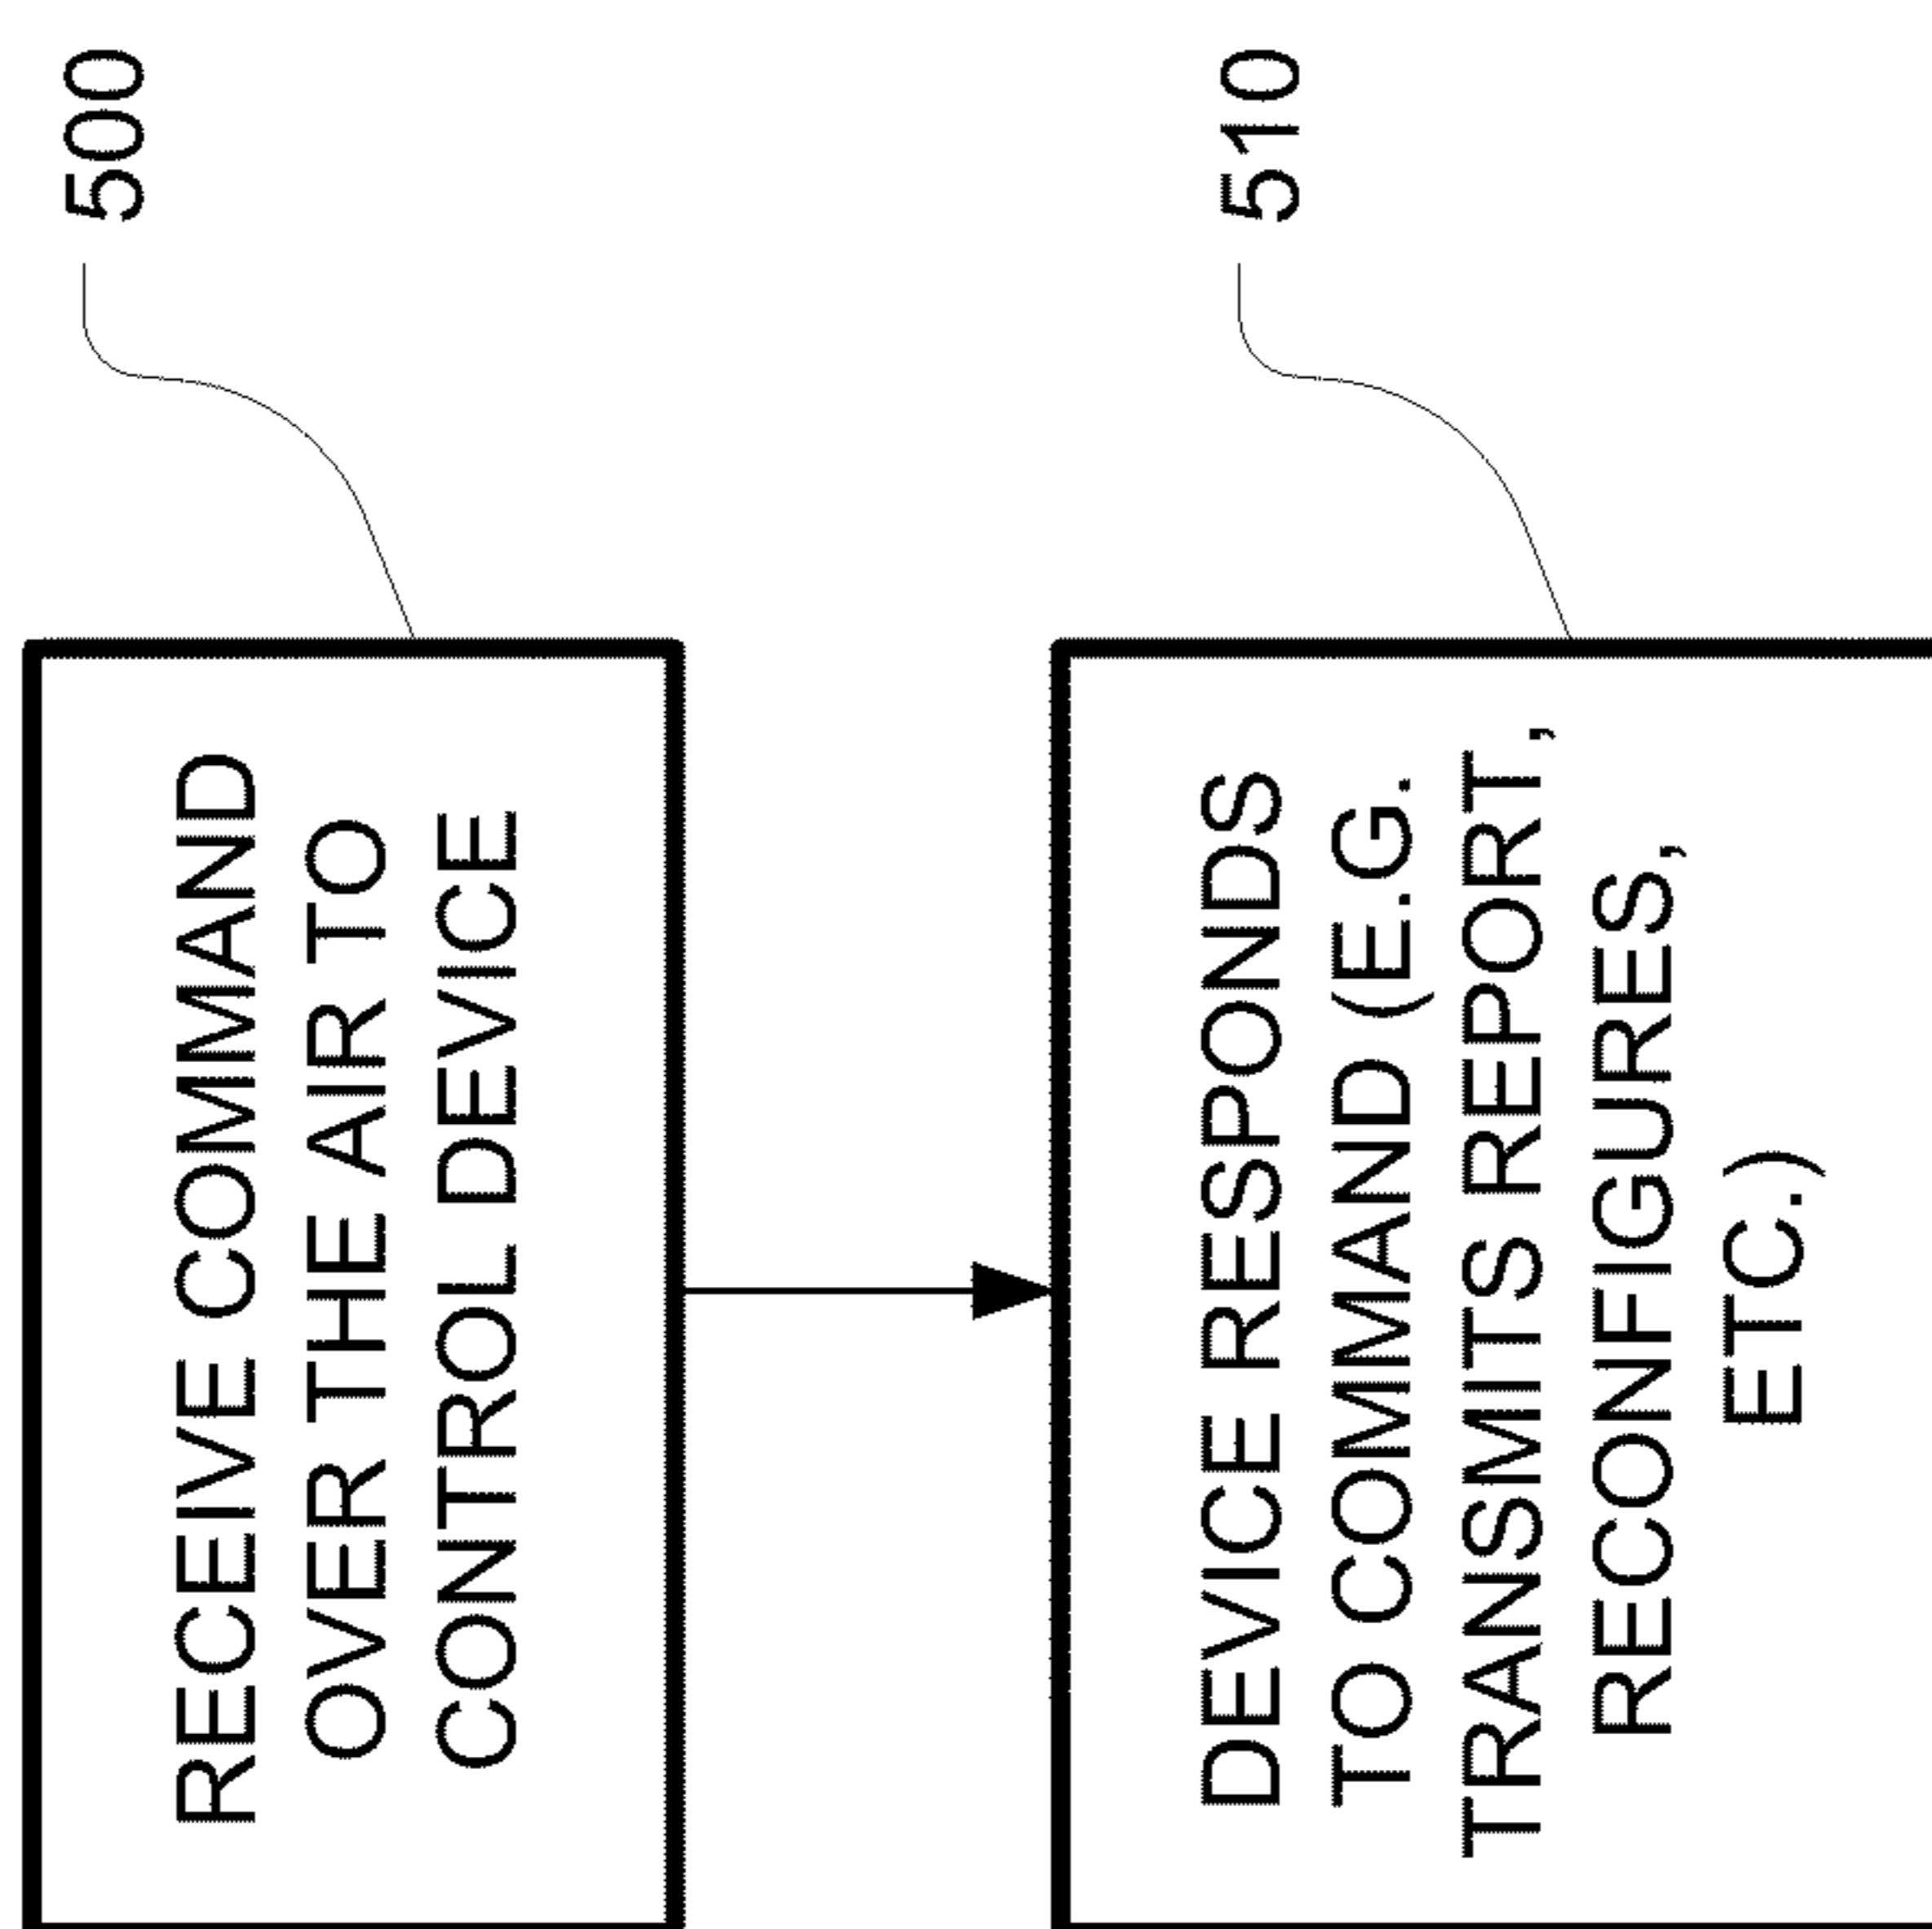 RECEIVE COMMAND
OVER THE AIR TO
CONTROL DEVICE
500
DEVICE RESPONDS
TO COMMAND (E.G.
TRANSMITS REPORT,
RECONFIGURES,
ETC.)
510